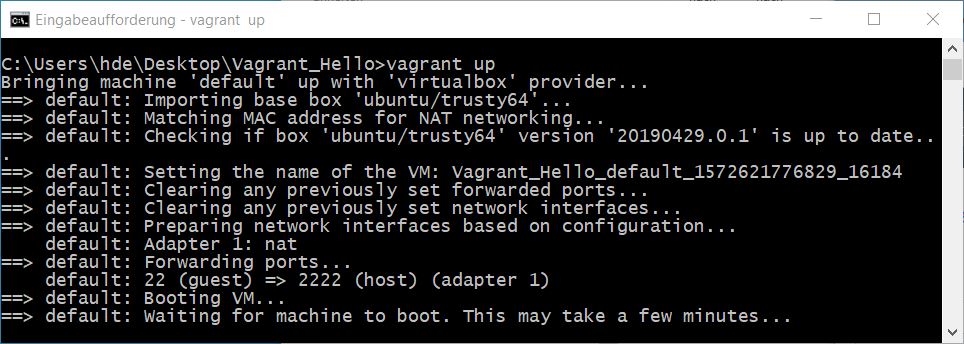 Eingabeaufforderung - vagrant up
C:\Users\hde\Desktop\Vagrant_Hello>vagrant up
Bringing machine 'default' up with 'virtualbox' provider...
==> default: Importing base box 'ubuntu/trusty64'...
==> default: Matching MAC address for NAT networking...
==> default: Checking if box 'ubuntu/trusty64' version '20190429.0.1' is up to date..
.
==> default: Setting the name of the VM: Vagrant_Hello_default_1572621776829_16184
==> default: Clearing any previously set forwarded ports...
==> default: Clearing any previously set network interfaces...
==> default: Preparing network interfaces based on configuration...
    default: Adapter 1: nat
==> default: Forwarding ports...
    default: 22 (guest) => 2222 (host) (adapter 1)
==> default: Booting VM...
==> default: Waiting for machine to boot. This may take a few minutes...